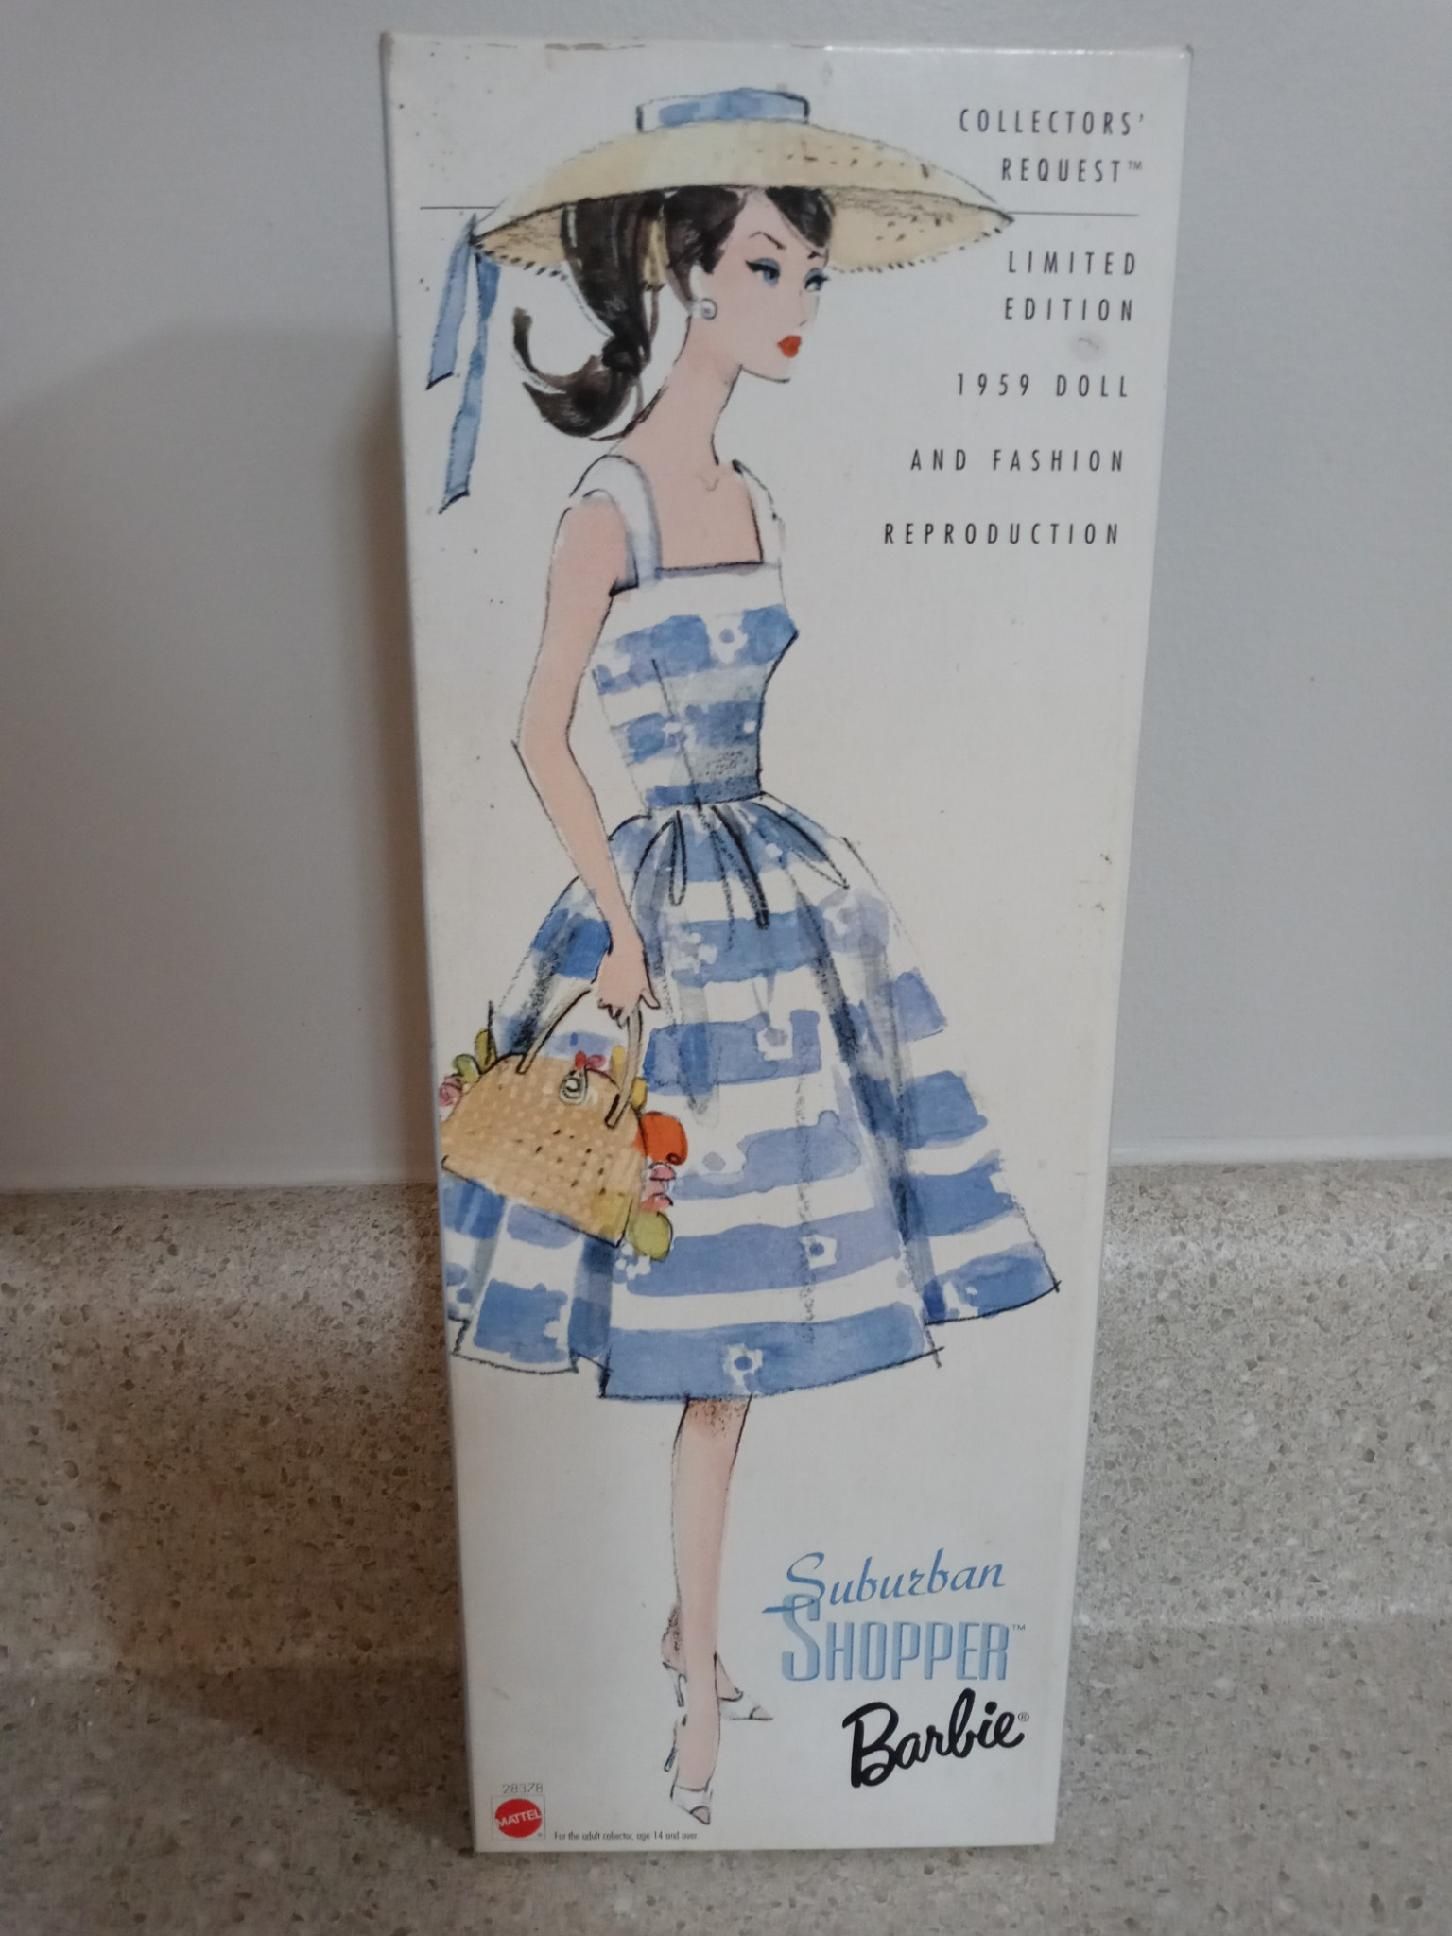 COLLECTORS'
REQUEST™
LIMITED
EDITION
1959 DOLL
AND FASHION
REPRODUCTION
Suburban
SHOPPER™
Barbie®
28378
MATTEL®
For the adult collector, age 14 and over.